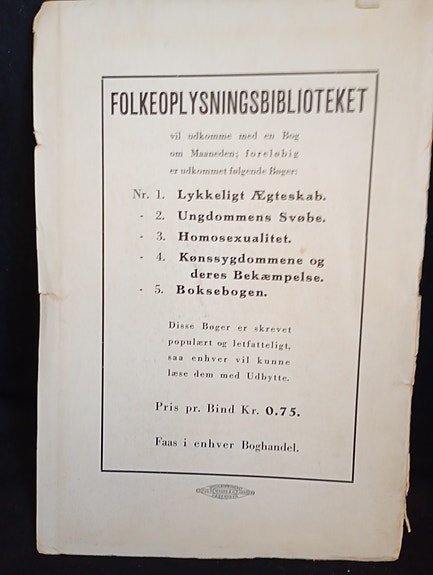 FOLKEOPLYSNINGSBIBLIOTEKET
vil udkomme med en Bog
om Maaneden; foreløbig
er udkommet følgende Bøger:
Nr. 1. Lykkeligt Ægteskab.
- 2. Ungdommens Svøbe.
- 3. Homosexualitet.
- 4. Kønssygdommene og
deres Bekæmpelse.
- 5. Boksebogen.
Disse Bøger er skrevet
populært og letfatteligt,
saa enhver vil kunne
læse dem med Udbytte.
Pris pr. Bind Kr. 0.75.
Faas i enhver Boghandel.